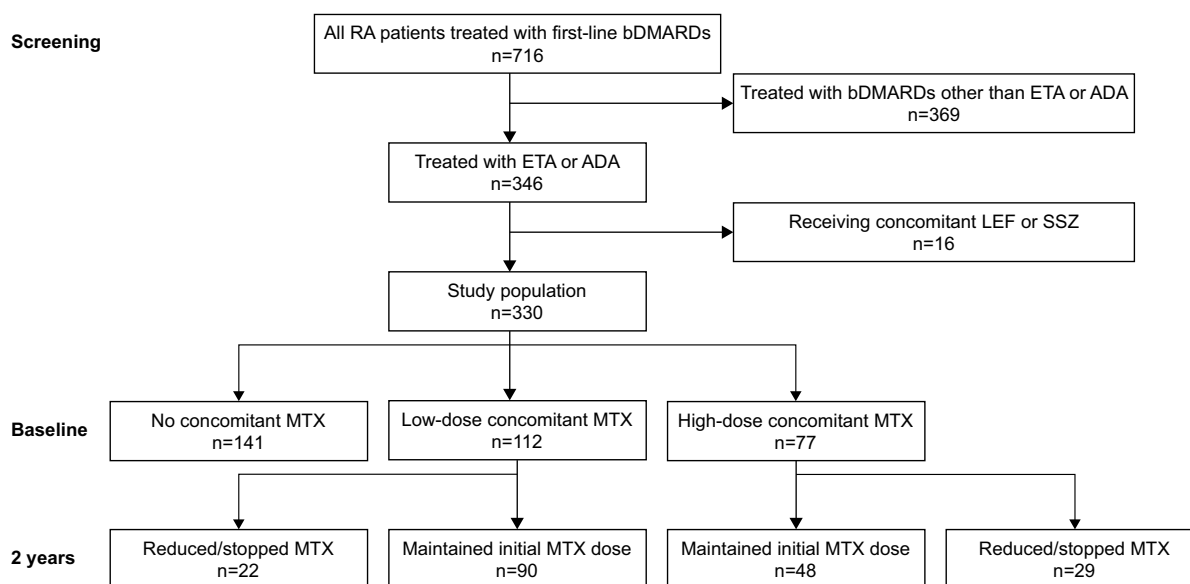 Screening
All RA patients treated with first-line bDMARDs
n=716
Treated with bDMARDs other than ETA or ADA
n=369
Treated with ETA or ADA
n=346
Receiving concomitant LEF or SSZ
n=16
Study population
n=330
Baseline
No concomitant MTX
n=141
Low-dose concomitant MTX
n=112
High-dose concomitant MTX
n=77
2 years
Reduced/stopped MTX
n=22
Maintained initial MTX dose
n=90
Maintained initial MTX dose
n=48
Reduced/stopped MTX
n=29